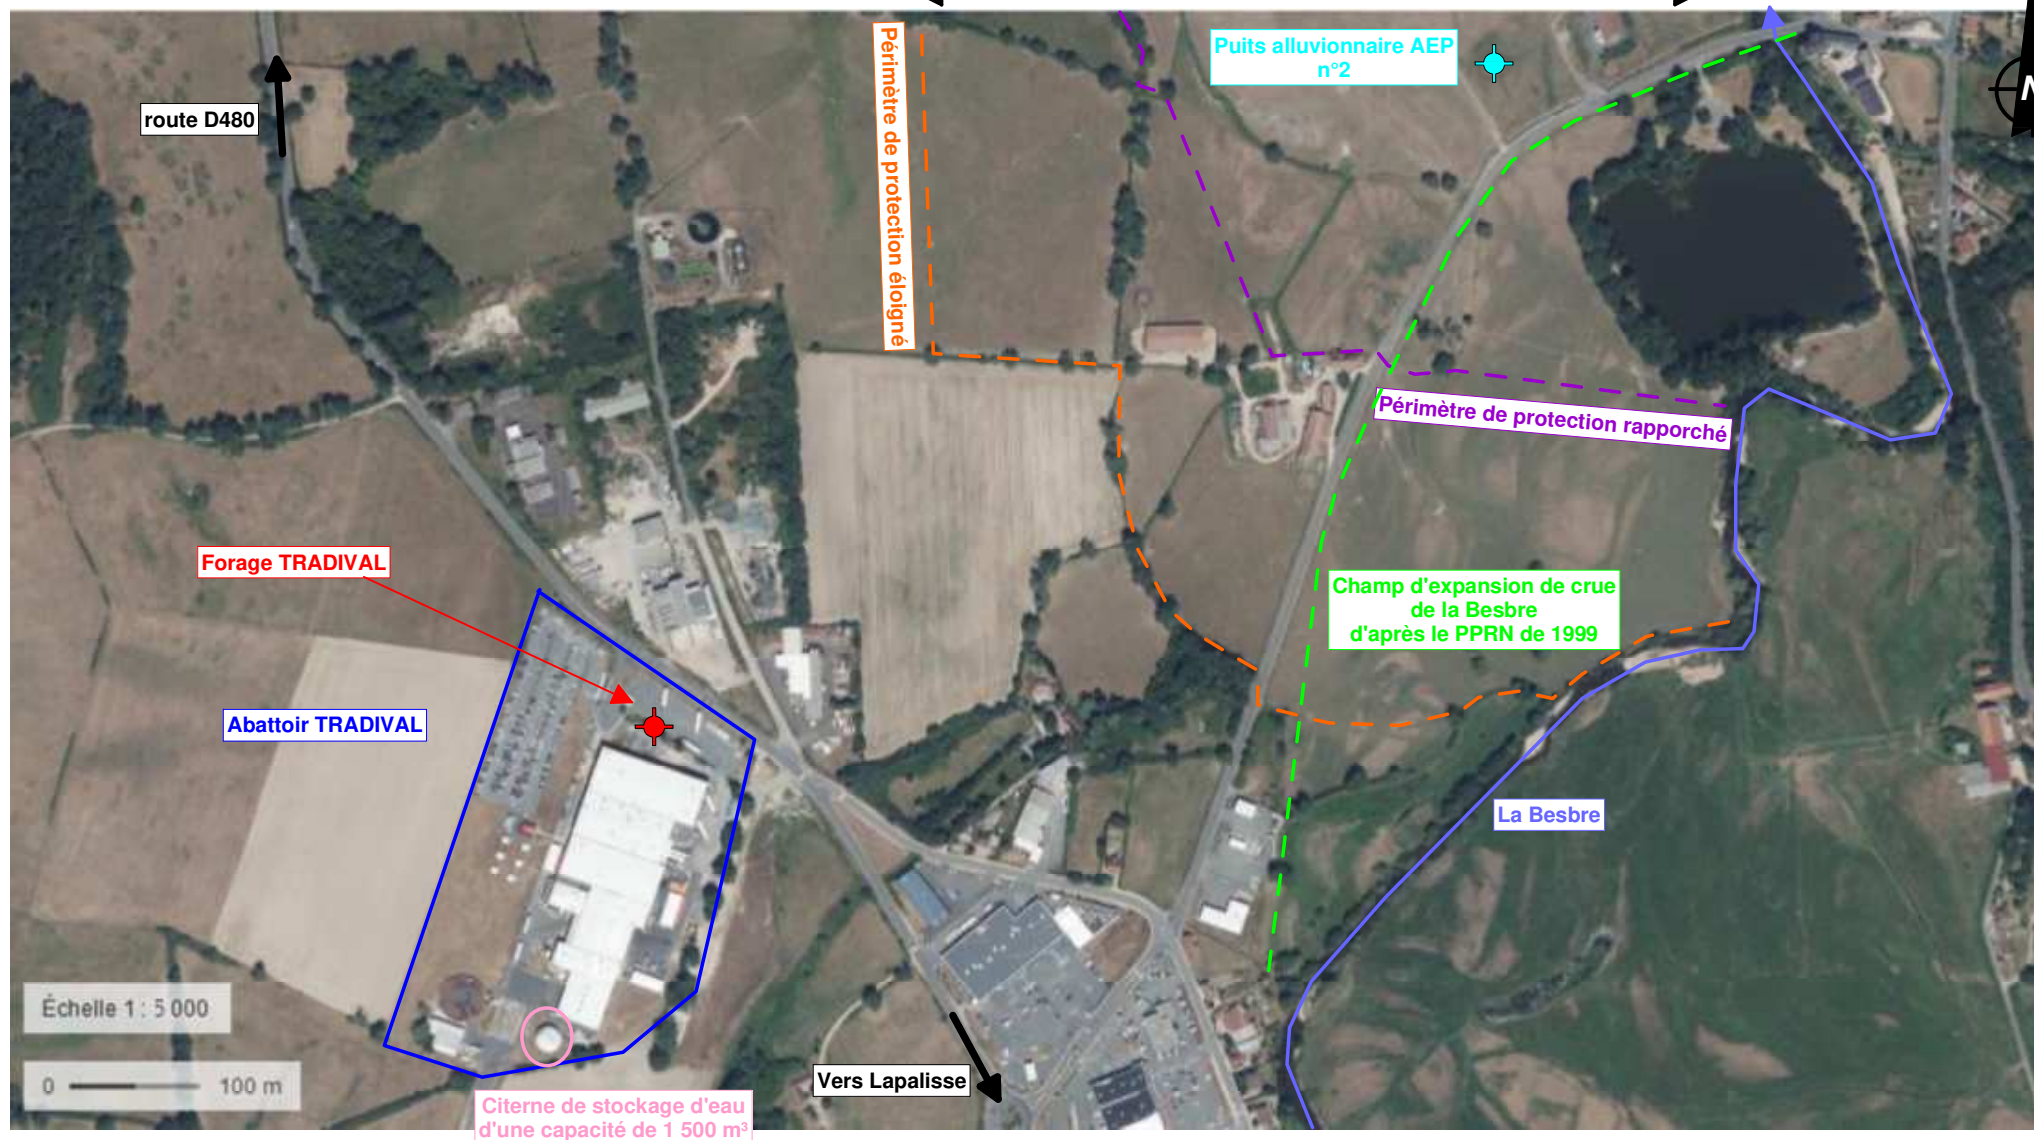 Puits alluvionnaire AEP
n°2
N
route D480
Périmètre de protection éloigné
Périmètre de protection rapporché
Forage TRADIVAL
Champ d'expansion de crue
de la Besbre
d'après le PPRN de 1999
Abattoir TRADIVAL
La Besbre
Échelle 1 : 5 000
0 100 m
Vers Lapalisse
Citerne de stockage d'eau
d'une capacité de 1 500 m³